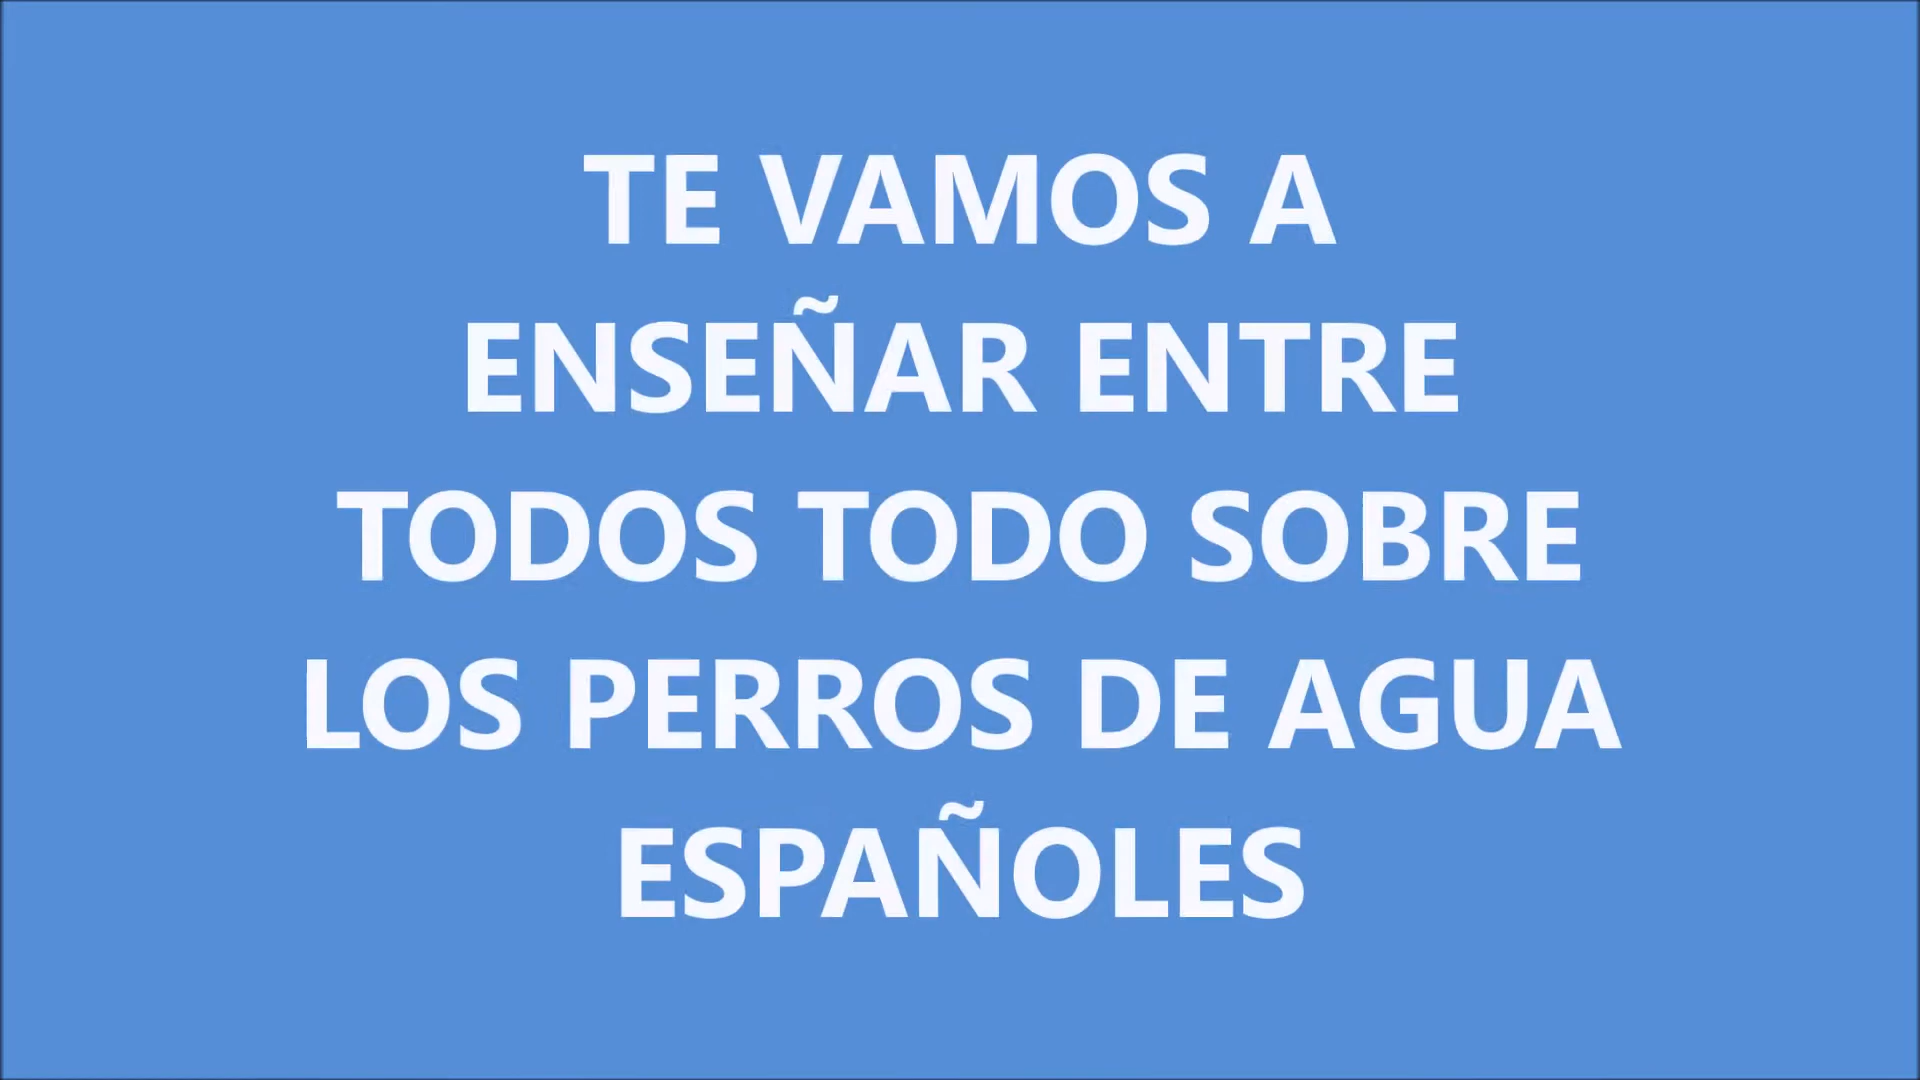 TE VAMOS A
ENSEÑAR ENTRE
TODOS TODO SOBRE
LOS PERROS DE AGUA
ESPAÑOLES